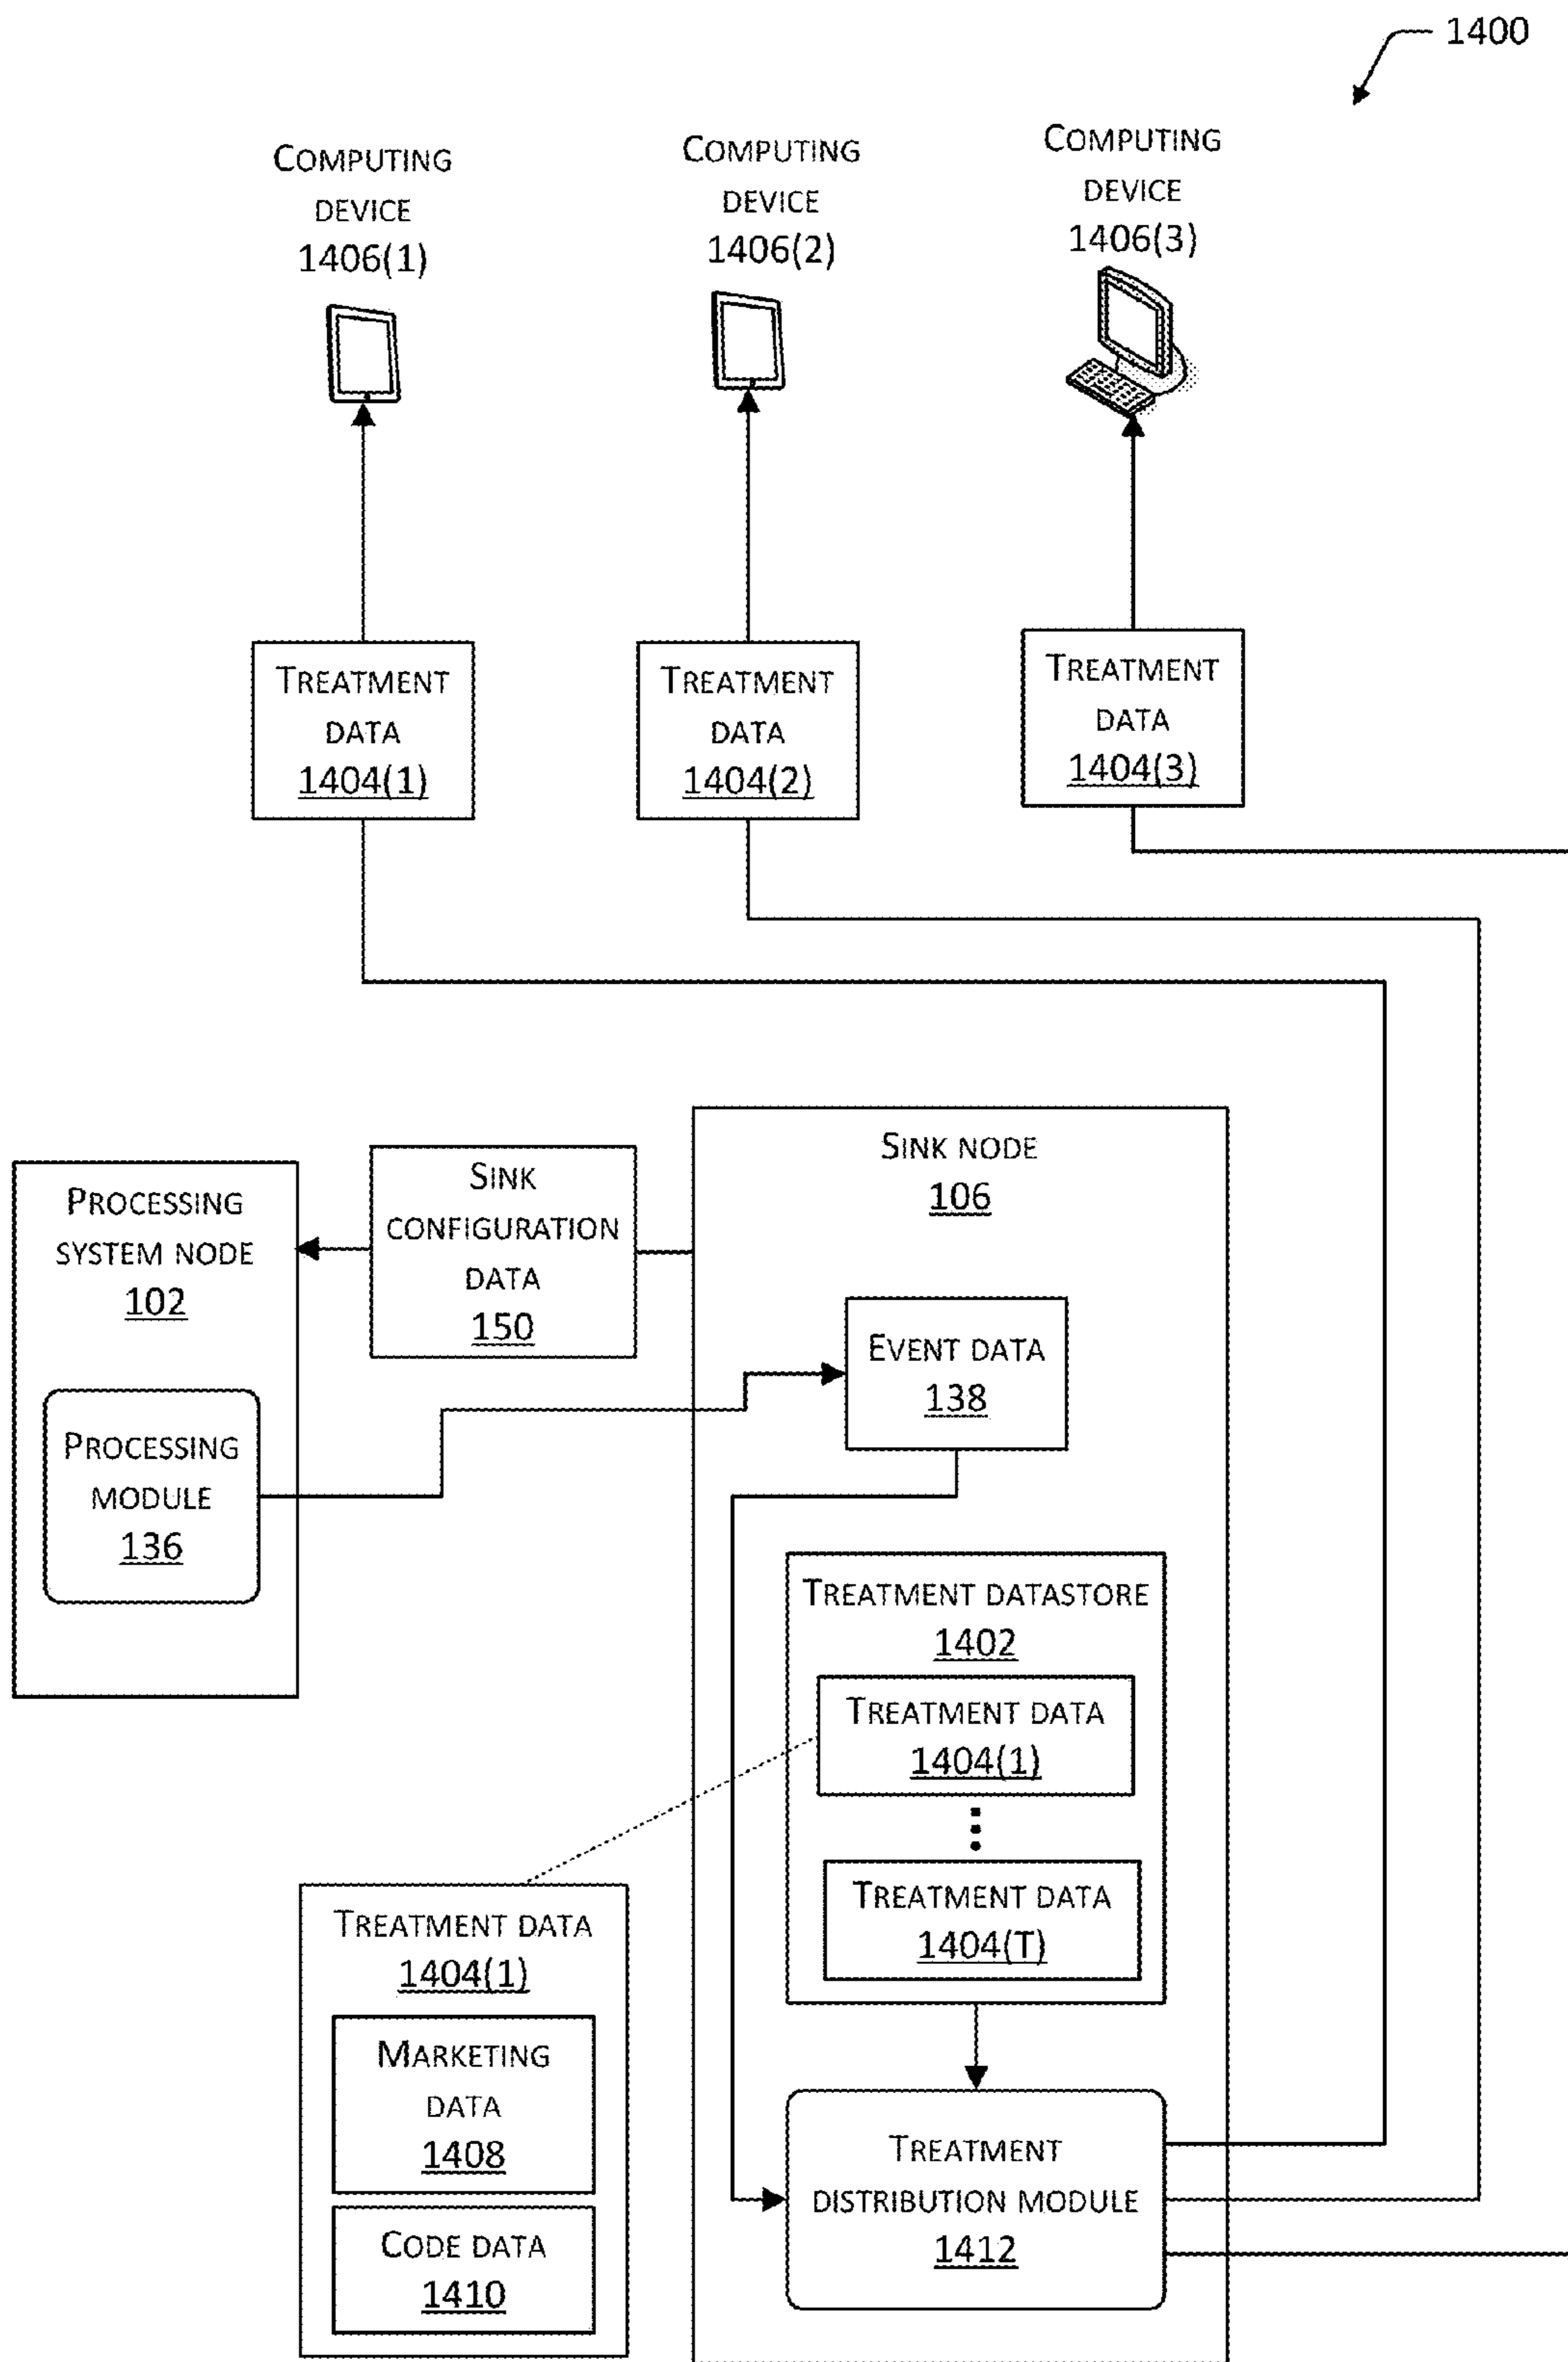 1400
COMPUTING
DEVICE
1406(1)
COMPUTING
DEVICE
1406(2)
COMPUTING
DEVICE
1406(3)
TREATMENT
DATA
1404(1)
TREATMENT
DATA
1404(2)
TREATMENT
DATA
1404(3)
PROCESSING
SYSTEM NODE
102
PROCESSING
MODULE
136
SINK
CONFIGURATION
DATA
150
SINK NODE
106
EVENT DATA
138
TREATMENT DATASTORE
1402
TREATMENT DATA
1404(1)
TREATMENT DATA
1404(T)
TREATMENT DATA
1404(1)
MARKETING
DATA
1408
CODE DATA
1410
TREATMENT
DISTRIBUTION MODULE
1412